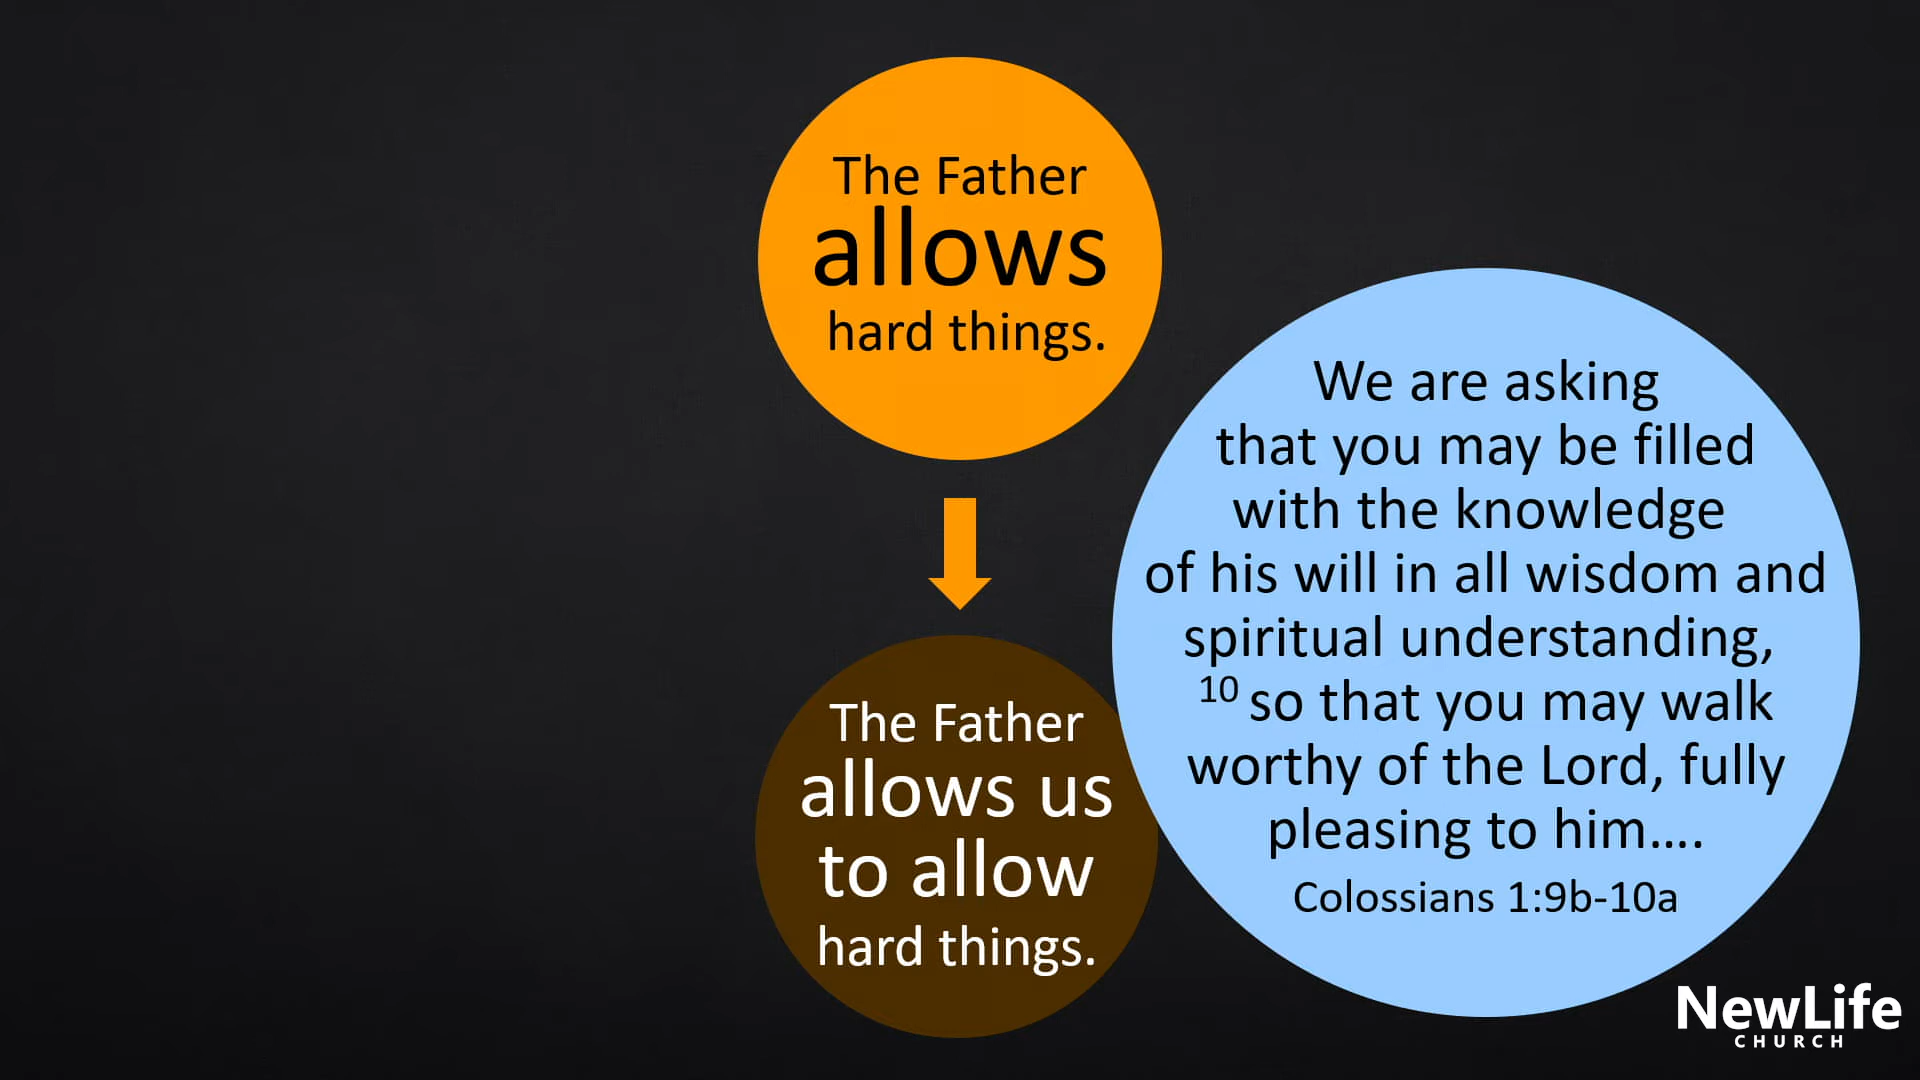 The Father
allows
hard things.
The Father
allows us
to allow
hard things.
We are asking
that you may be filled
with the knowledge
of his will in all wisdom and
spiritual understanding,
10 so that you may walk
worthy of the Lord, fully
pleasing to him....
Colossians 1:9b-10a
NewLife
CHURCH